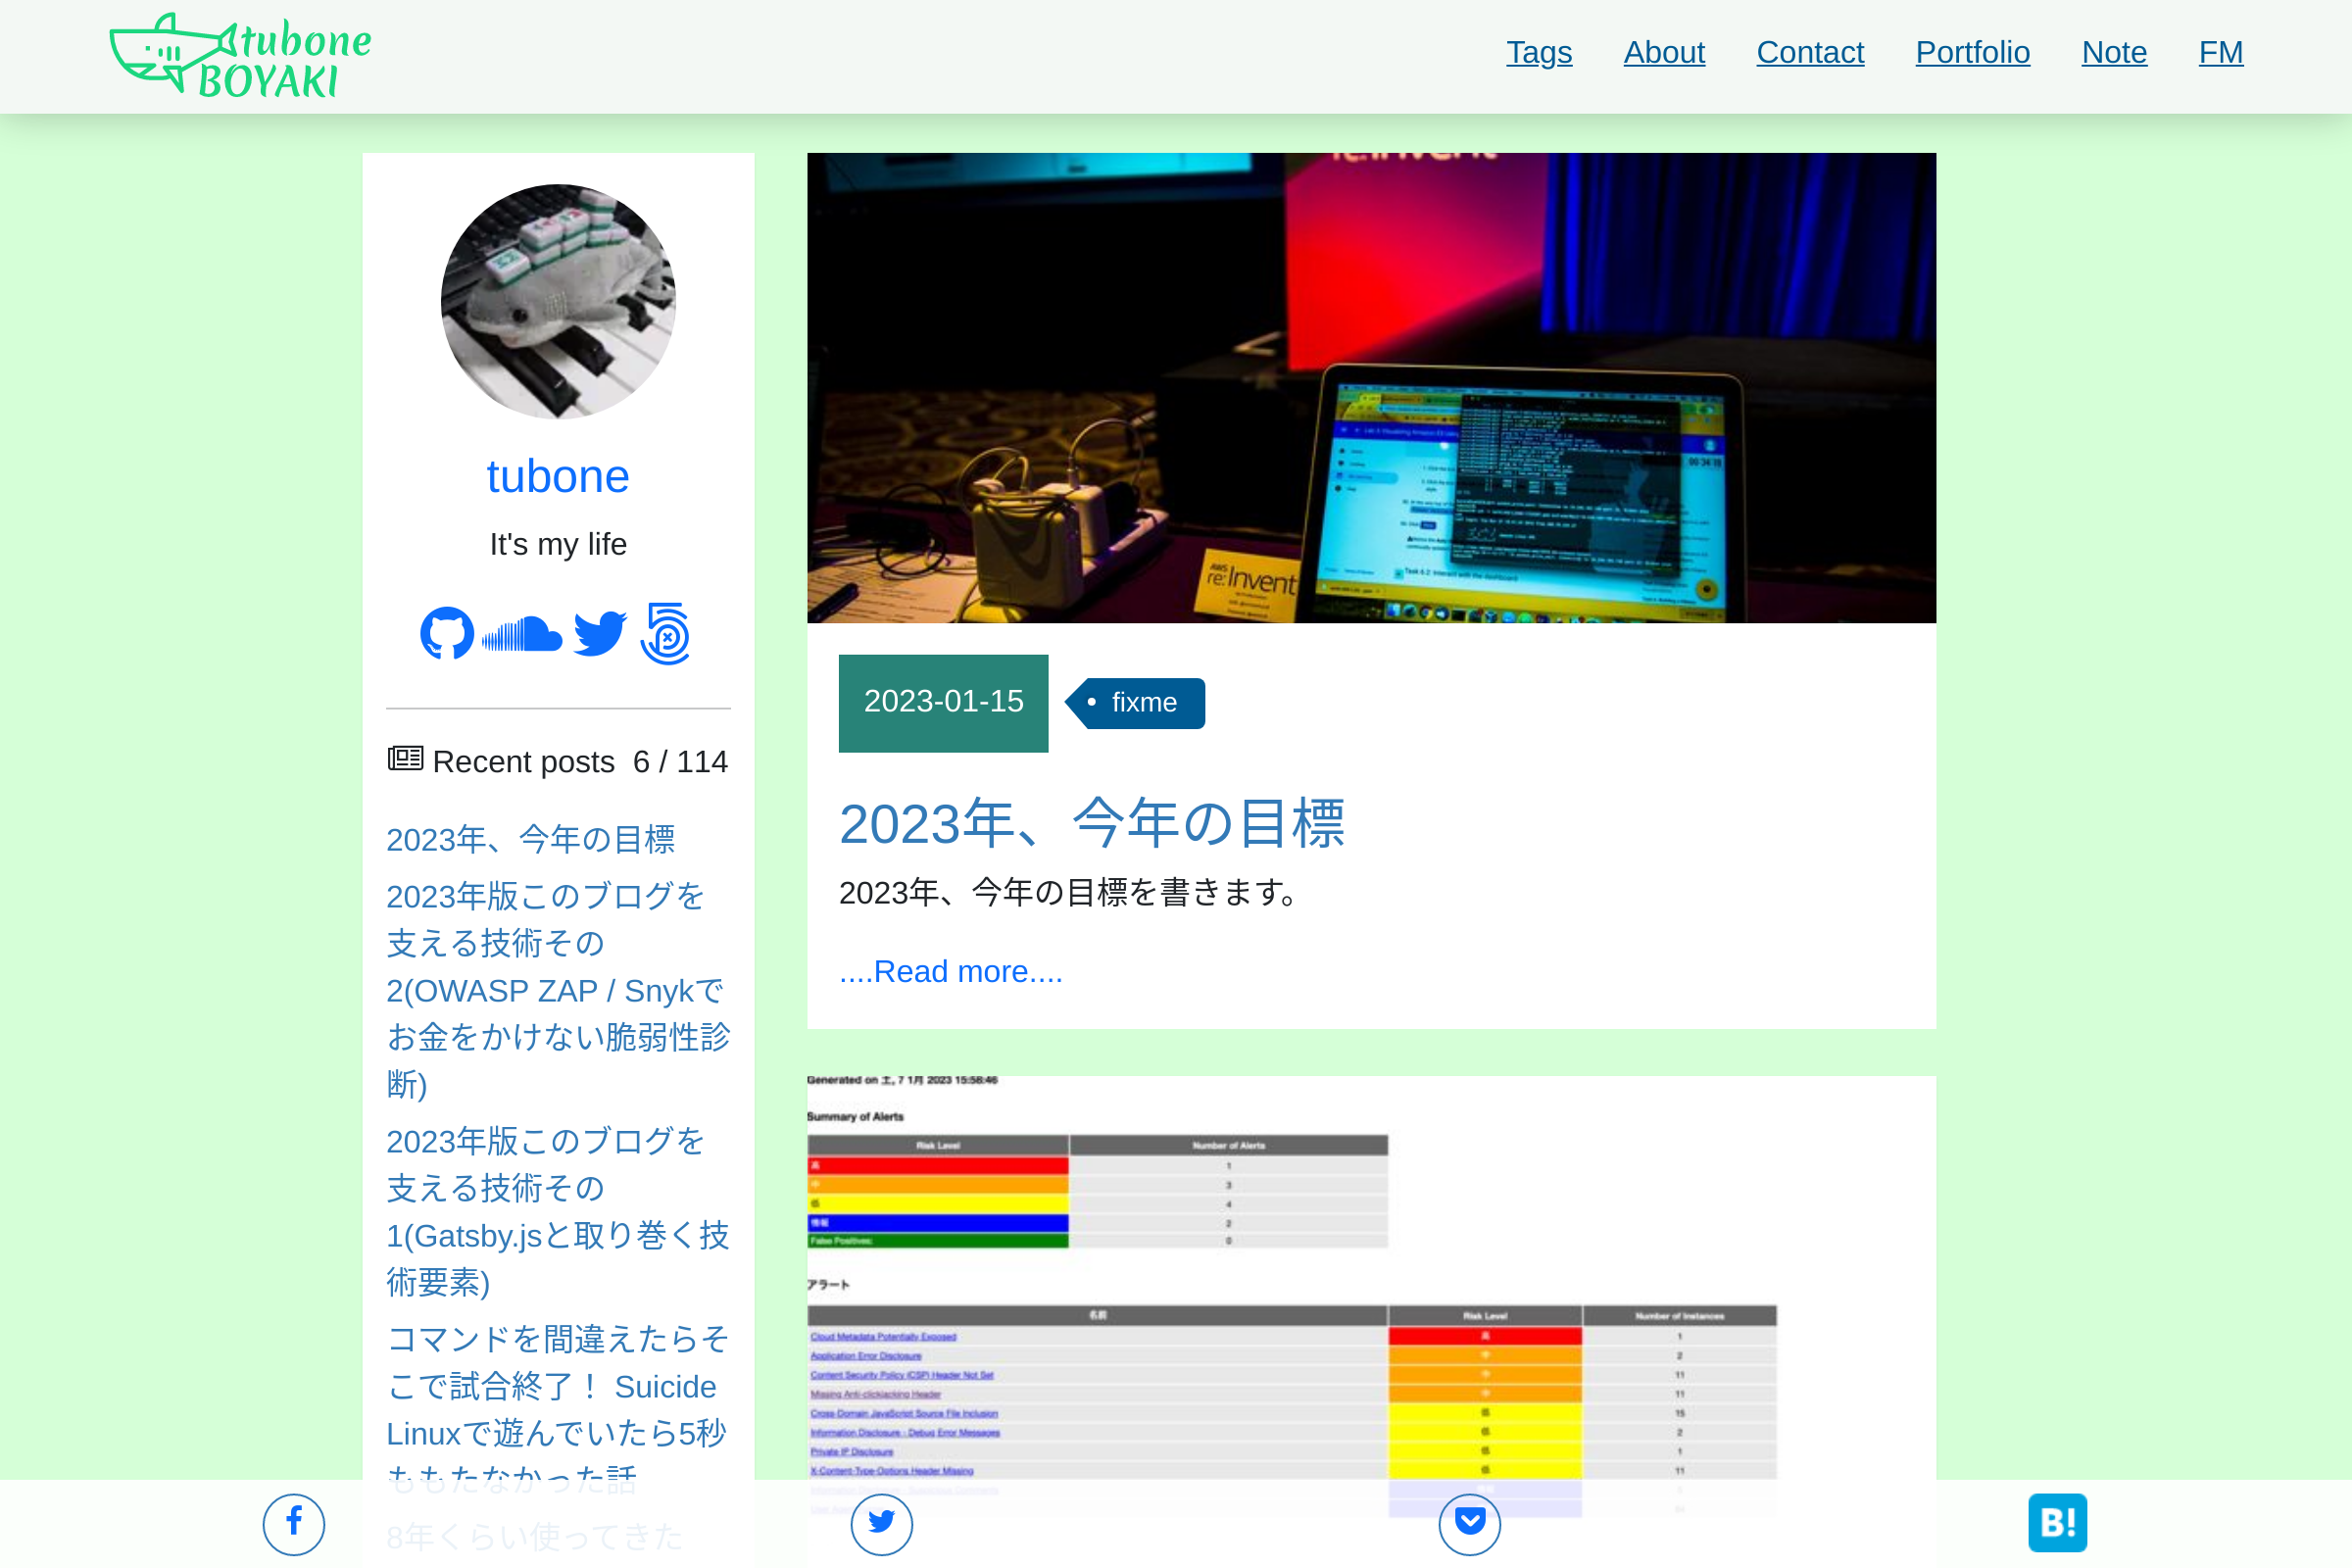 tubone
BOYAKI
Tags About Contact Portfolio Note FM
tubone
It's my life
Recent posts 6 / 114
2023年、今年の目標
2023年版このブログを
支える技術その
2(OWASP ZAP / Snykで
お金をかけない脆弱性診
断)
2023年版このブログを
支える技術その
1(Gatsby.jsと取り巻く技
術要素)
コマンドを間違えたらそ
こで試合終了！ Suicide
Linuxで遊んでいたら5秒
ももたなかった話
8年くらい使ってきた
re:Invent
00:34:15
AWS
re:Invent
2023-01-15
fixme
2023年、今年の目標
2023年、今年の目標を書きます。
....Read more....
Generated on 土, 7 1月 2023 15:58:46
Summary of Alerts
Risk Level Number of Alerts
高 1
中 3
低 4
情報 2
False Positives: 0
アラート
名前 Risk Level Number of Instances
Cloud Metadata Potentially Exposed 高 1
Application Error Disclosure 中 2
Content Security Policy (CSP) Header Not Set 中 11
Missing Anti-clickjacking Header 中 11
Cross-Domain JavaScript Source File Inclusion 低 15
Information Disclosure - Debug Error Messages 低 2
Private IP Disclosure 低 1
X-Content-Type-Options Header Missing 低 11
B!